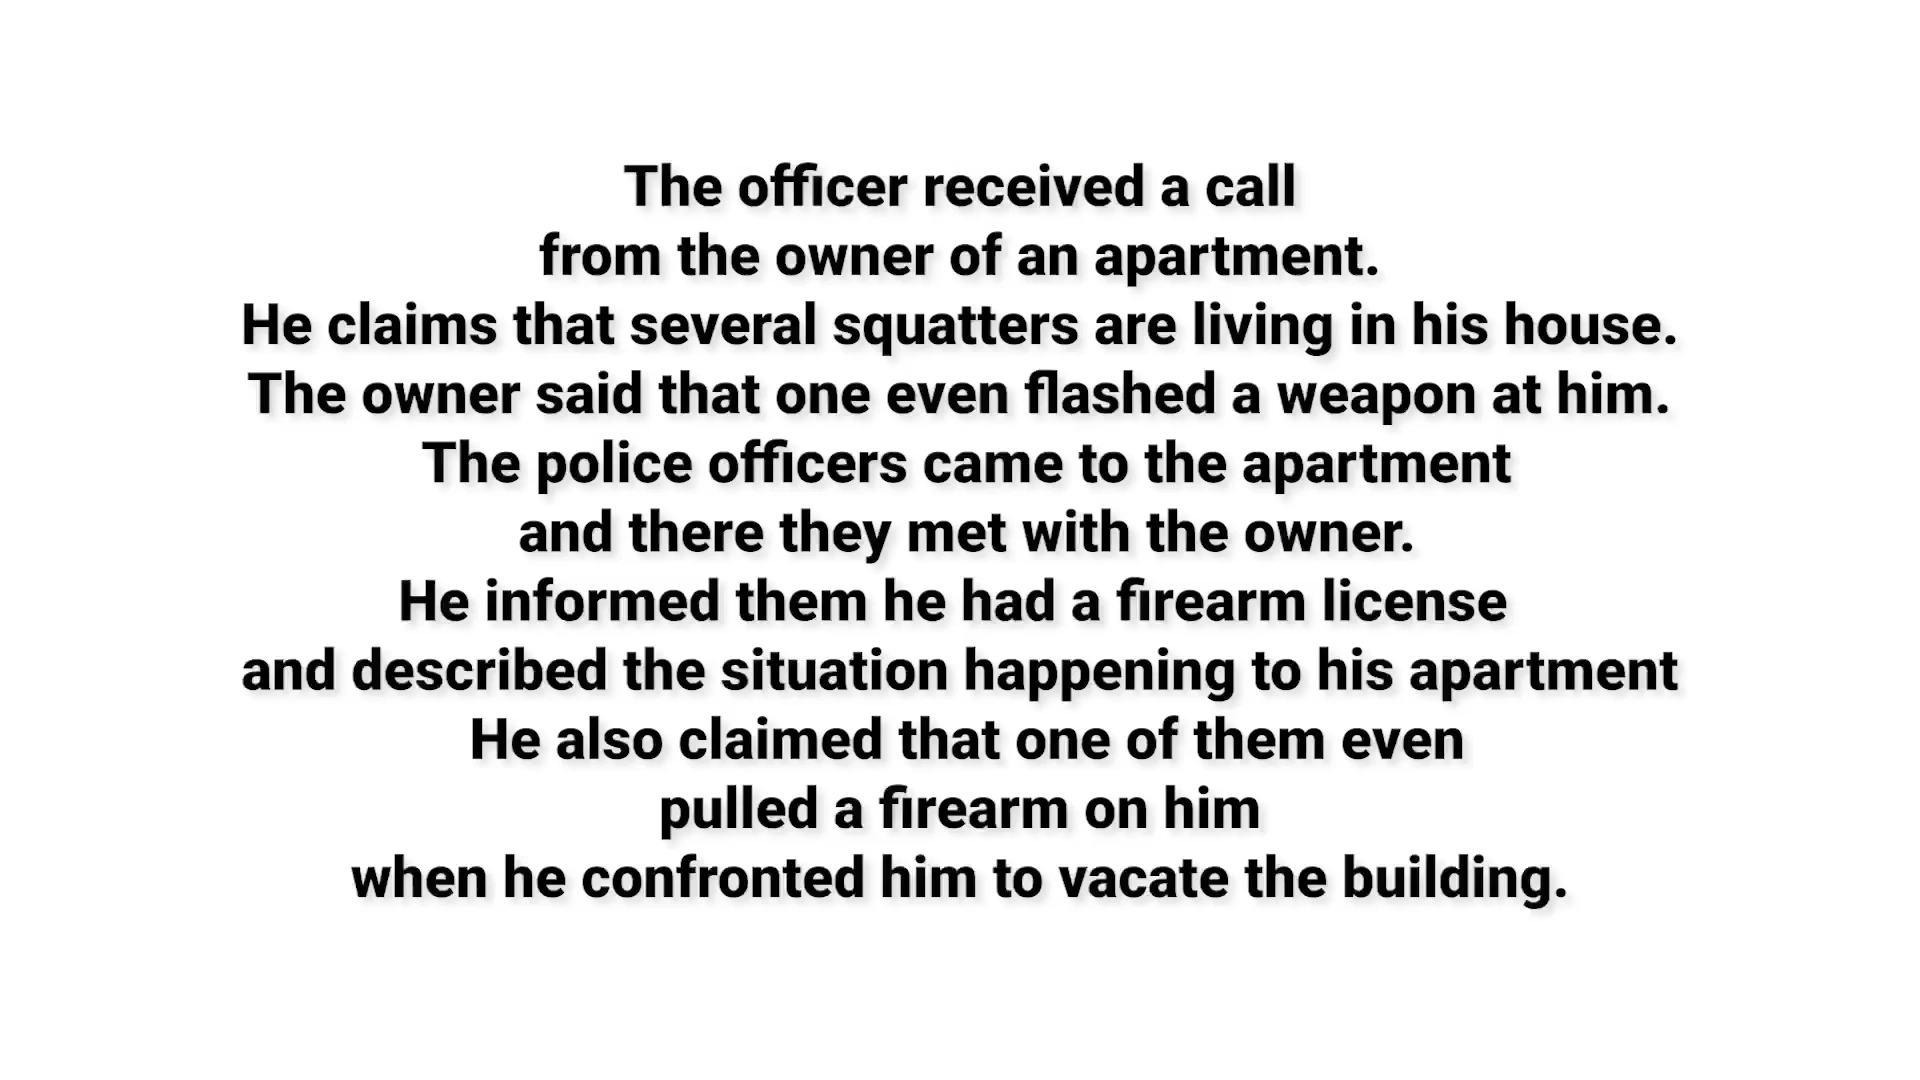 The officer received a call
from the owner of an apartment.
He claims that several squatters are living in his house.
The owner said that one even flashed a weapon at him.
The police officers came to the apartment
and there they met with the owner.
He informed them he had a firearm license
and described the situation happening to his apartment
He also claimed that one of them even
pulled a firearm on him
when he confronted him to vacate the building.